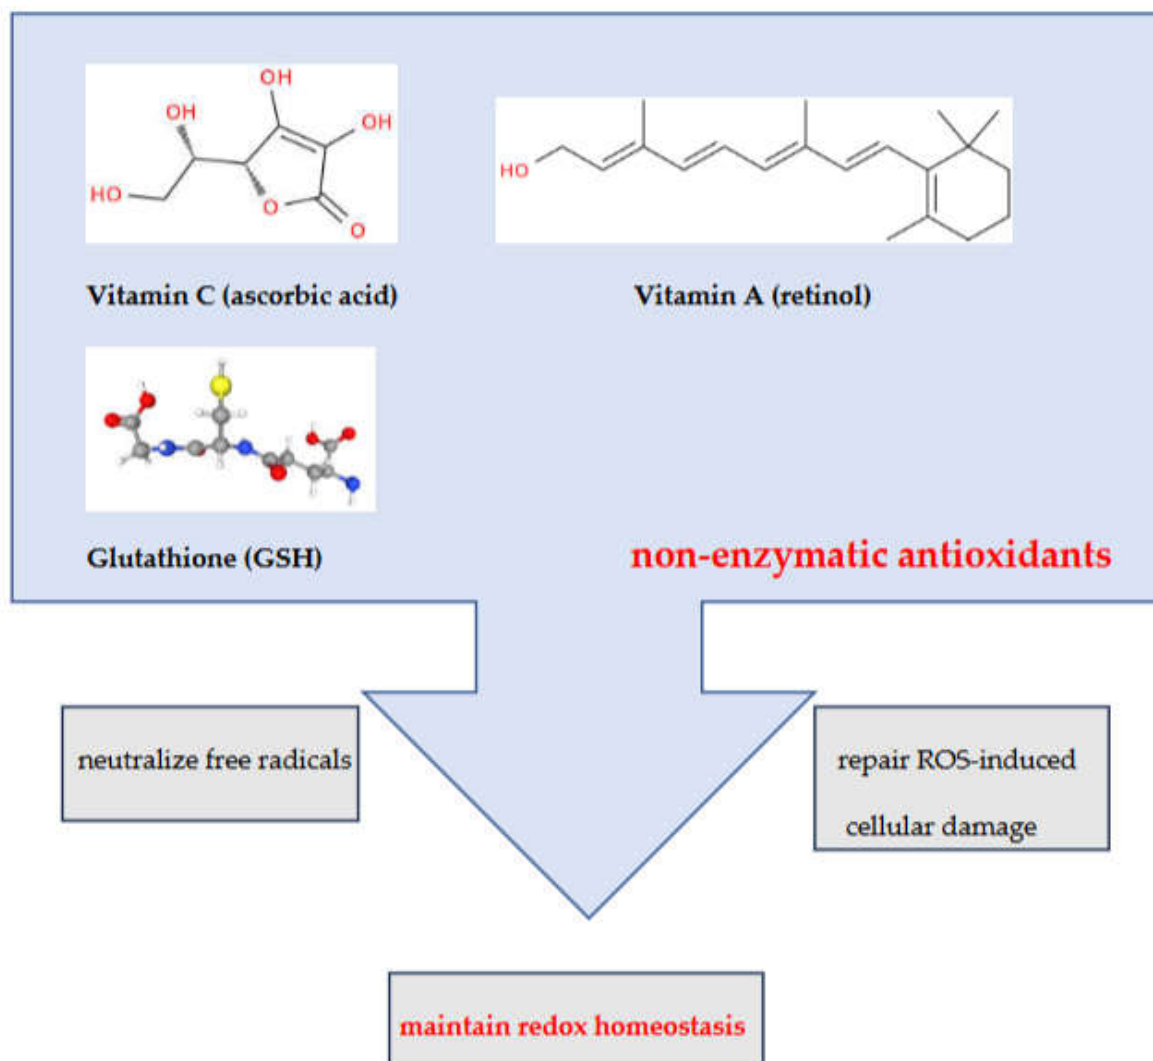 OH
OH
OH
HO
O
O
HO
Vitamin C (ascorbic acid)
Vitamin A (retinol)
Glutathione (GSH)
non-enzymatic antioxidants
neutralize free radicals
repair ROS-induced
cellular damage
maintain redox homeostasis